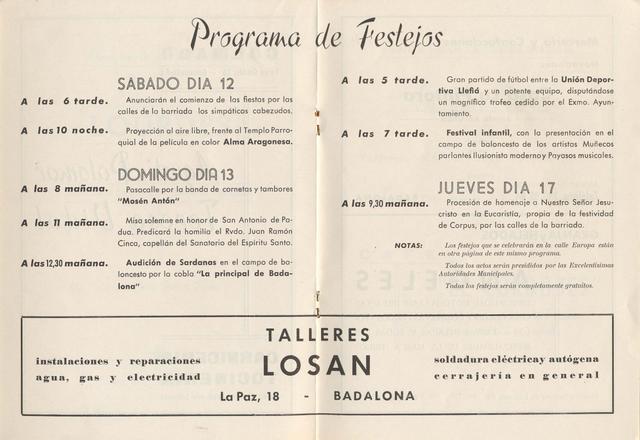 Programa de Festejos
SABADO DIA 12
A las 6 tarde. Anunciarán el comienzo de las fiestas por las
calles de la barriada los simpáticos cabezudos.
A las 10 noche. Proyección al aire libre, frente al Templo Parro-
quial de la película en color Alma Aragonesa.
DOMINGO DIA 13
A las 8 mañana. Pasacalle por la banda de cornetas y tambores
"Mosén Antón"
A las 11 mañana. Misa solemne en honor de San Antonio de Pa-
dua. Predicará la homilia el Rvdo. Juan Ramón
Cinca, capellán del Sanatorio del Espíritu Santo.
A las 12,30 mañana. Audición de Sardanas en el campo de ba-
loncesto por la cobla "La principal de Bada-
lona"
A las 5 tarde. Gran partido de fútbol entre la Unión Depor-
tiva Llefiá y un potente equipo, disputándose
un magnífico trofeo cedido por el Exmo. Ayun-
tamiento.
A las 7 tarde. Festival infantil, con la presentación en el
campo de baloncesto de los artistas Muñecos
parlantes Ilusionista moderno y Payasos musicales.
JUEVES DIA 17
A las 9,30 mañana. Procesión de homenaje a Nuestro Señor Jesu-
cristo en la Eucaristía, propia de la festividad
de Corpus, por las calles de la barriada.
NOTAS: Los festejos que se celebrarán en la calle Europa están
en otra página de este mismo programa.
Todos los actos serán presididos por las Excelentísimas
Autoridades Municipales.
Todos los festejos serán completamente gratuitos.
TALLERES
LOSAN
instalaciones y reparaciones
agua, gas y electricidad
soldadura eléctrica y autógena
cerrajería en general
La Paz, 18 - BADALONA